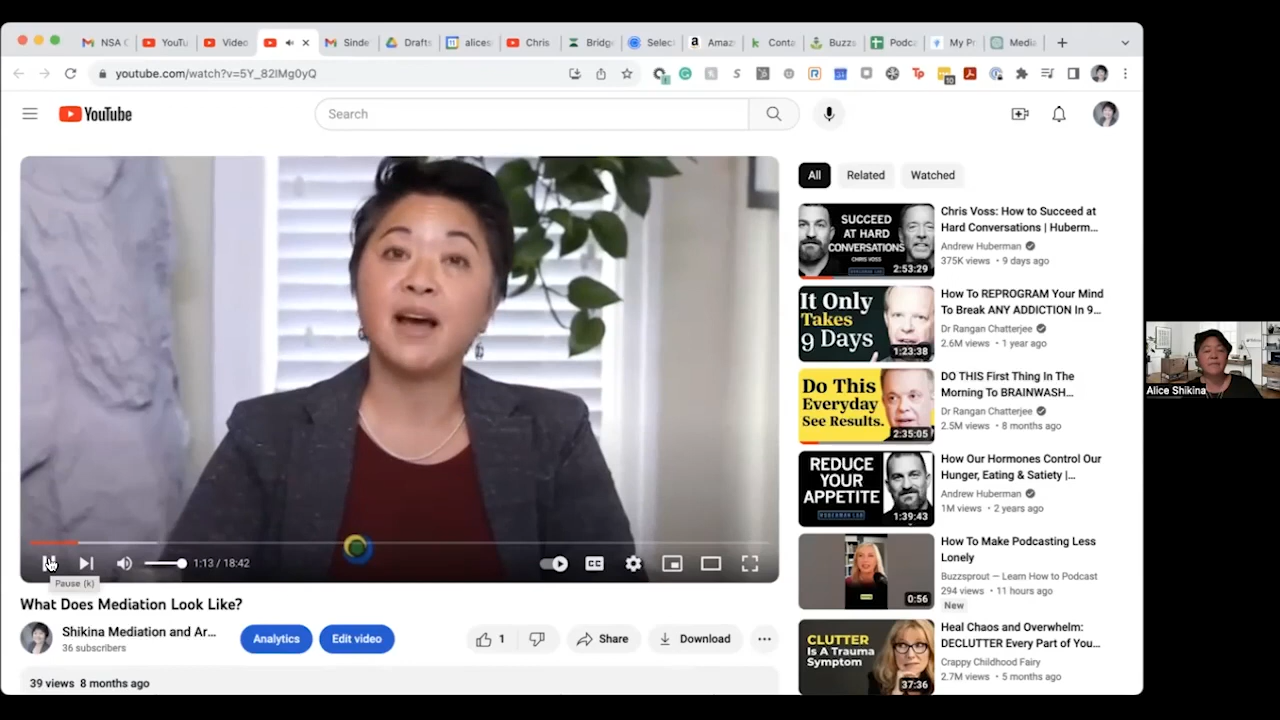 NSA
YouTu
Video
Sinde
Drafts
alices
Chris
Bridg
Selec
Amaz
Conta
Buzzs
Podca
My Pr
Media
youtube.com/watch?v=5Y_82lMg0yQ
YouTube
Search
All
Related
Watched
SUCCEED
AT HARD
CONVERSATIONS
CHRIS VOSS
2:53:29
Chris Voss: How to Succeed at
Hard Conversations | Huberm...
Andrew Huberman
375K views • 9 days ago
It Only
Takes
9 Days
1:23:38
How To REPROGRAM Your Mind
To Break ANY ADDICTION In 9...
Dr Rangan Chatterjee
2.6M views • 1 year ago
Do This
Everyday
See Results.
2:35:05
DO THIS First Thing In The
Morning To BRAINWASH...
Dr Rangan Chatterjee
2.5M views • 8 months ago
REDUCE
YOUR
APPETITE
HUBERMAN LAB
1:39:43
How Our Hormones Control Our
Hunger, Eating & Satiety |...
Andrew Huberman
1M views • 2 years ago
0:56
How To Make Podcasting Less
Lonely
Buzzsprout — Learn How to Podcast
294 views • 11 hours ago
New
CLUTTER
Is A Trauma
Symptom
37:36
Heal Chaos and Overwhelm:
DECLUTTER Every Part of You...
Crappy Childhood Fairy
2.7M views • 5 months ago
1:13 / 18:42
CC
Pause (k)
What Does Mediation Look Like?
Shikina Mediation and Ar...
36 subscribers
Analytics
Edit video
1
Share
Download
39 views 8 months ago
Alice Shikina